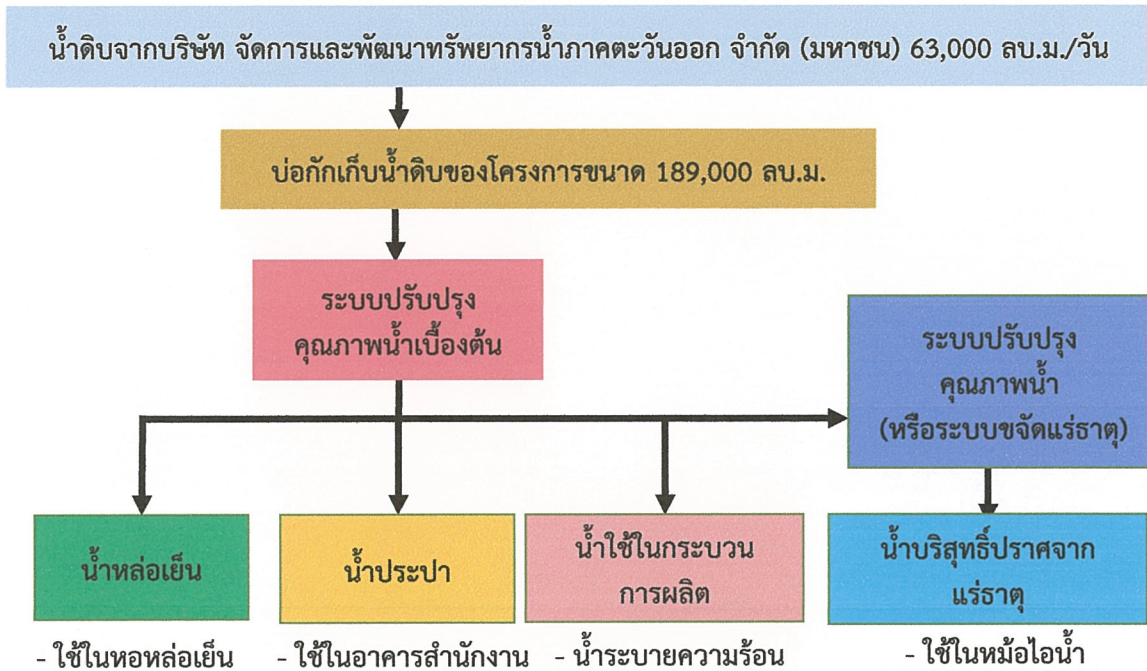 น้ำดิบจากบริษัท จัดการและพัฒนาทรัพยากรน้ำภาคตะวันออก จำกัด (มหาชน) 63,000 ลบ.ม./วัน
บ่อกักเก็บน้ำดิบของโครงการขนาด 189,000 ลบ.ม.
ระบบปรับปรุง
คุณภาพน้ำเบื้องต้น
ระบบปรับปรุง
คุณภาพน้ำ
(หรือระบบขจัดแร่ธาตุ)
น้ำหล่อเย็น
น้ำประปา
น้ำใช้ในกระบวน
การผลิต
น้ำบริสุทธิ์ปราศจาก
แร่ธาตุ
- ใช้ในหอหล่อเย็น
- ใช้ในอาคารสำนักงาน
- น้ำระบายความร้อน
- ใช้ในหม้อไอน้ำ